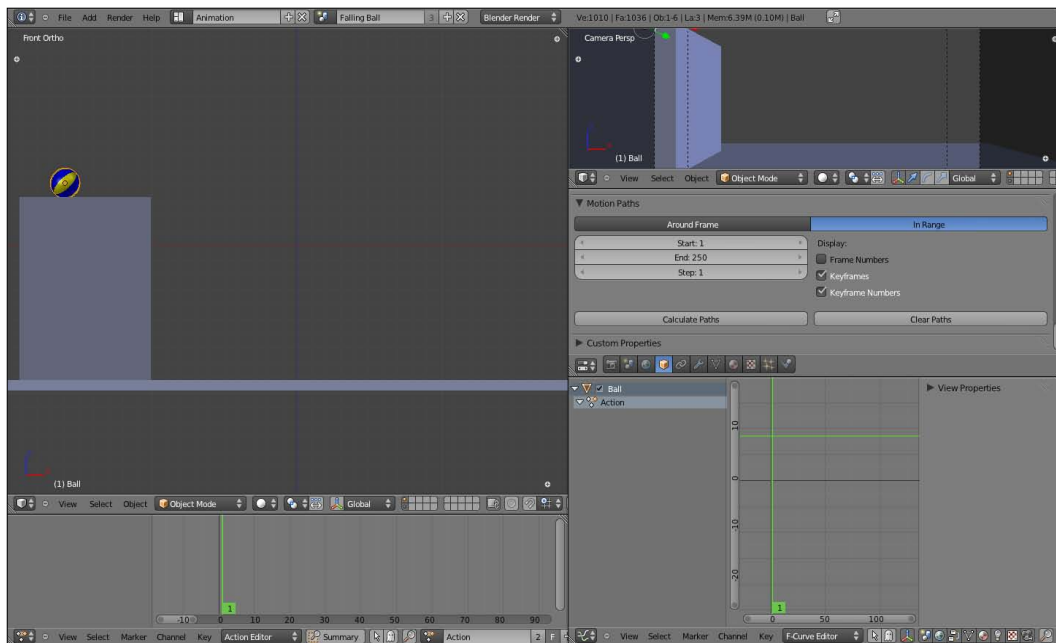 File Add Render Help Animation Falling Ball 3 Blender Render Ve:1010 | Fa:1036 | Ob:1-6 | La:3 | Mem:6.39M (0.10M) | Ball
Front Ortho
(1) Ball
View Select Object Object Mode Global
-10 0 10 20 30 40 50 60 70 80 90
1
View Select Marker Channel Key Action Editor Summary Action 2 F
Camera Persp
(1) Ball
View Select Object Object Mode Global
Motion Paths
Around Frame In Range
Start: 1 Display:
End: 250 Frame Numbers
Step: 1 Keyframes
Keyframe Numbers
Calculate Paths Clear Paths
Custom Properties
Ball
Action
View Properties
10
0
-10
-20
1
0 50 100
View Select Marker Channel Key F-Curve Editor